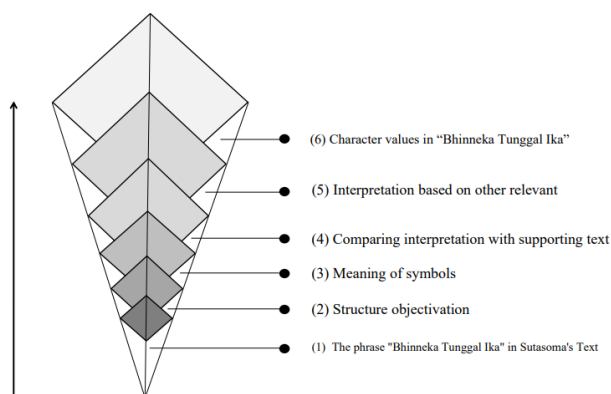 (6) Character values in “Bhinneka Tunggal Ika”
(5) Interpretation based on other relevant
(4) Comparing interpretation with supporting text
(3) Meaning of symbols
(2) Structure objectivation
(1) The phrase "Bhinneka Tunggal Ika" in Sutasoma's Text